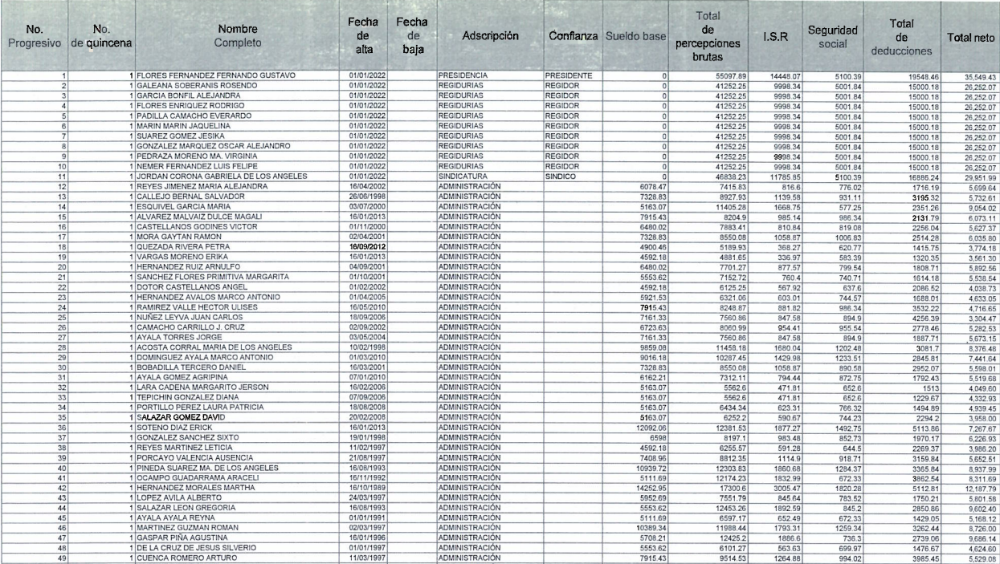 No. Progresivo No. de quincena Nombre Completo Fecha de alta Fecha de baja Adscripción Confianza Sueldo base Total de percepciones brutas I.S.R Seguridad social Total de deducciones Total neto
1 1 FLORES FERNANDEZ FERNANDO GUSTAVO 01/01/2022 PRESIDENCIA PRESIDENTE 0 55097.89 14448.07 5100.39 19548.46 35,549.43
2 1 GALEANA SOBERANIS ROSENDO 01/01/2022 REGIDURIAS REGIDOR 0 41252.25 9998.34 5001.84 15000.18 26,252.07
3 1 GARCIA BONFIL ALEJANDRA 01/01/2022 REGIDURIAS REGIDOR 0 41252.25 9998.34 5001.84 15000.18 26,252.07
4 1 FLORES ENRIQUEZ RODRIGO 01/01/2022 REGIDURIAS REGIDOR 0 41252.25 9998.34 5001.84 15000.18 26,252.07
5 1 PADILLA CAMACHO EVERARDO 01/01/2022 REGIDURIAS REGIDOR 0 41252.25 9998.34 5001.84 15000.18 26,252.07
6 1 MARIN MARIN JAQUELINA 01/01/2022 REGIDURIAS REGIDOR 0 41252.25 9998.34 5001.84 15000.18 26,252.07
7 1 SUAREZ GOMEZ JESIKA 01/01/2022 REGIDURIAS REGIDOR 0 41252.25 9998.34 5001.84 15000.18 26,252.07
8 1 GONZALEZ MARQUEZ OSCAR ALEJANDRO 01/01/2022 REGIDURIAS REGIDOR 0 41252.25 9998.34 5001.84 15000.18 26,252.07
9 1 PEDRAZA MORENO MA. VIRGINIA 01/01/2022 REGIDURIAS REGIDOR 0 41252.25 9998.34 5001.84 15000.18 26,252.07
10 1 NEMER FERNANDEZ LUIS FELIPE 01/01/2022 REGIDURIAS REGIDOR 0 41252.25 9998.34 5001.84 15000.18 26,252.07
11 1 JORDAN CORONA GABRIELA DE LOS ANGELES 01/01/2022 SINDICATURA SINDICO 0 46838.23 11785.85 5100.39 16886.24 29,951.99
12 1 REYES JIMENEZ MARIA ALEJANDRA 16/04/2002 ADMINISTRACIÓN 6078.47 7415.83 816.6 776.02 1716.19 5,699.64
13 1 CALLEJO BERNAL SALVADOR 26/06/1998 ADMINISTRACIÓN 7328.83 8927.93 1139.58 931.11 3195.32 5,732.61
14 1 ESQUIVEL GARCIA MARIA 03/07/2000 ADMINISTRACIÓN 5163.07 11405.28 1668.75 577.25 2351.26 9,054.02
15 1 ALVAREZ MALVAIZ DULCE MAGALI 16/01/2013 ADMINISTRACIÓN 7915.43 8204.9 985.14 986.34 2131.79 6,073.11
16 1 CASTELLANOS GODINES VICTOR 01/11/2000 ADMINISTRACIÓN 6480.02 7883.41 810.84 819.08 2256.04 5,627.37
17 1 MORA GAYTAN RAMON 02/04/2001 ADMINISTRACIÓN 7328.83 8550.08 1058.87 1006.83 2514.28 6,035.80
18 1 QUEZADA RIVERA PETRA 18/09/2012 ADMINISTRACIÓN 4900.46 5189.93 368.27 620.77 1415.75 3,774.18
19 1 VARGAS MORENO ERIKA 16/01/2013 ADMINISTRACIÓN 4592.18 4881.65 336.97 583.39 1320.35 3,561.30
20 1 HERNANDEZ RUIZ ARNULFO 04/09/2001 ADMINISTRACIÓN 6480.02 7701.27 877.57 799.54 1808.71 5,892.56
21 1 SANCHEZ FLORES PRIMITIVA MARGARITA 01/10/2001 ADMINISTRACIÓN 5553.62 7152.72 760.4 740.71 1614.18 5,538.54
22 1 DOTOR CASTELLANOS ANGEL 01/02/2002 ADMINISTRACIÓN 4592.18 6125.25 567.92 637.6 2086.52 4,038.73
23 1 HERNANDEZ AVALOS MARCO ANTONIO 01/04/2005 ADMINISTRACIÓN 5921.53 6321.06 603.01 744.57 1688.01 4,633.05
24 1 RAMIREZ VALLE HECTOR ULISES 16/05/2010 ADMINISTRACIÓN 7915.43 8248.87 881.82 986.34 3532.22 4,716.65
25 1 NUÑEZ LEYVA JUAN CARLOS 18/09/2006 ADMINISTRACIÓN 7161.33 7560.86 847.58 894.9 4256.39 3,304.47
26 1 CAMACHO CARRILLO J. CRUZ 02/09/2002 ADMINISTRACIÓN 6723.63 8060.99 954.41 955.54 2778.46 5,282.53
27 1 AYALA TORRES JORGE 03/05/2004 ADMINISTRACIÓN 7161.33 7560.86 847.58 894.9 1887.71 5,673.15
28 1 ACOSTA CORRAL MARIA DE LOS ANGELES 10/02/1998 ADMINISTRACIÓN 9859.08 11458.18 1680.04 1202.48 3081.7 8,376.48
29 1 DOMINGUEZ AYALA MARCO ANTONIO 01/03/2010 ADMINISTRACIÓN 9016.18 10287.45 1429.98 1233.51 2845.81 7,441.64
30 1 BOBADILLA TERCERO DANIEL 16/03/2001 ADMINISTRACIÓN 7328.83 8550.08 1058.87 890.58 2952.07 5,598.01
31 1 AYALA GOMEZ AGRIPINA 07/01/2010 ADMINISTRACIÓN 6162.21 7312.11 794.44 872.75 1792.43 5,519.68
32 1 LARA CADENA MARGARITO JERSON 16/02/2006 ADMINISTRACIÓN 5163.07 5562.6 471.81 652.6 1513 4,049.60
33 1 TEPICHIN GONZALEZ DIANA 07/09/2006 ADMINISTRACIÓN 5163.07 5562.6 471.81 652.6 1229.67 4,332.93
34 1 PORTILLO PEREZ LAURA PATRICIA 18/08/2008 ADMINISTRACIÓN 5163.07 6434.34 623.31 766.32 1494.89 4,939.45
35 1 SALAZAR GOMEZ DAVID 20/02/2008 ADMINISTRACIÓN 5163.07 6252.2 590.67 744.23 2294.2 3,958.00
36 1 SOTENO DIAZ ERICK 16/01/2013 ADMINISTRACIÓN 12092.06 12381.53 1877.27 1492.75 5113.86 7,267.67
37 1 GONZALEZ SANCHEZ SIXTO 19/01/1998 ADMINISTRACIÓN 6598 8197.1 983.48 852.73 1970.17 6,226.93
38 1 REYES MARTINEZ LETICIA 11/02/1997 ADMINISTRACIÓN 4592.18 6255.57 591.28 644.5 2269.37 3,986.20
39 1 PORCAYO VALENCIA AUSENCIA 21/08/1997 ADMINISTRACIÓN 7408.96 8812.35 1114.9 918.71 3159.84 5,652.51
40 1 PINEDA SUAREZ MA. DE LOS ANGELES 16/08/1993 ADMINISTRACIÓN 10939.72 12303.83 1860.68 1284.37 3365.84 8,937.99
41 1 OCAMPO GUADARRAMA ARACELI 16/11/1992 ADMINISTRACIÓN 5111.69 12174.23 1832.99 672.33 3862.54 8,311.69
42 1 HERNANDEZ MORALES MARTHA 16/10/1989 ADMINISTRACIÓN 14252.95 17300.6 3005.47 1820.28 5112.81 12,187.79
43 1 LOPEZ AVILA ALBERTO 24/03/1997 ADMINISTRACIÓN 5952.69 7551.79 845.64 783.52 1750.21 5,801.58
44 1 SALAZAR LEON GREGORIA 16/08/1993 ADMINISTRACIÓN 5553.62 12453.26 1892.59 845.2 2850.86 9,602.40
45 1 AYALA AYALA REYNA 01/01/1991 ADMINISTRACIÓN 5111.69 6597.17 652.49 672.33 1429.05 5,168.12
46 1 MARTINEZ GUZMAN ROMAN 02/03/1997 ADMINISTRACIÓN 10389.34 11988.44 1793.31 1259.34 3262.44 8,726.00
47 1 GASPAR PIÑA AGUSTINA 16/01/1996 ADMINISTRACIÓN 5708.21 12425.2 1886.6 736.3 2739.06 9,686.14
48 1 DE LA CRUZ DE JESUS SILVERIO 01/01/1997 ADMINISTRACIÓN 5553.62 6101.27 563.63 699.97 1476.67 4,624.60
49 1 CUENCA ROMERO ARTURO 11/03/1997 ADMINISTRACIÓN 7915.43 9514.53 1264.88 994.02 3985.45 5,529.08